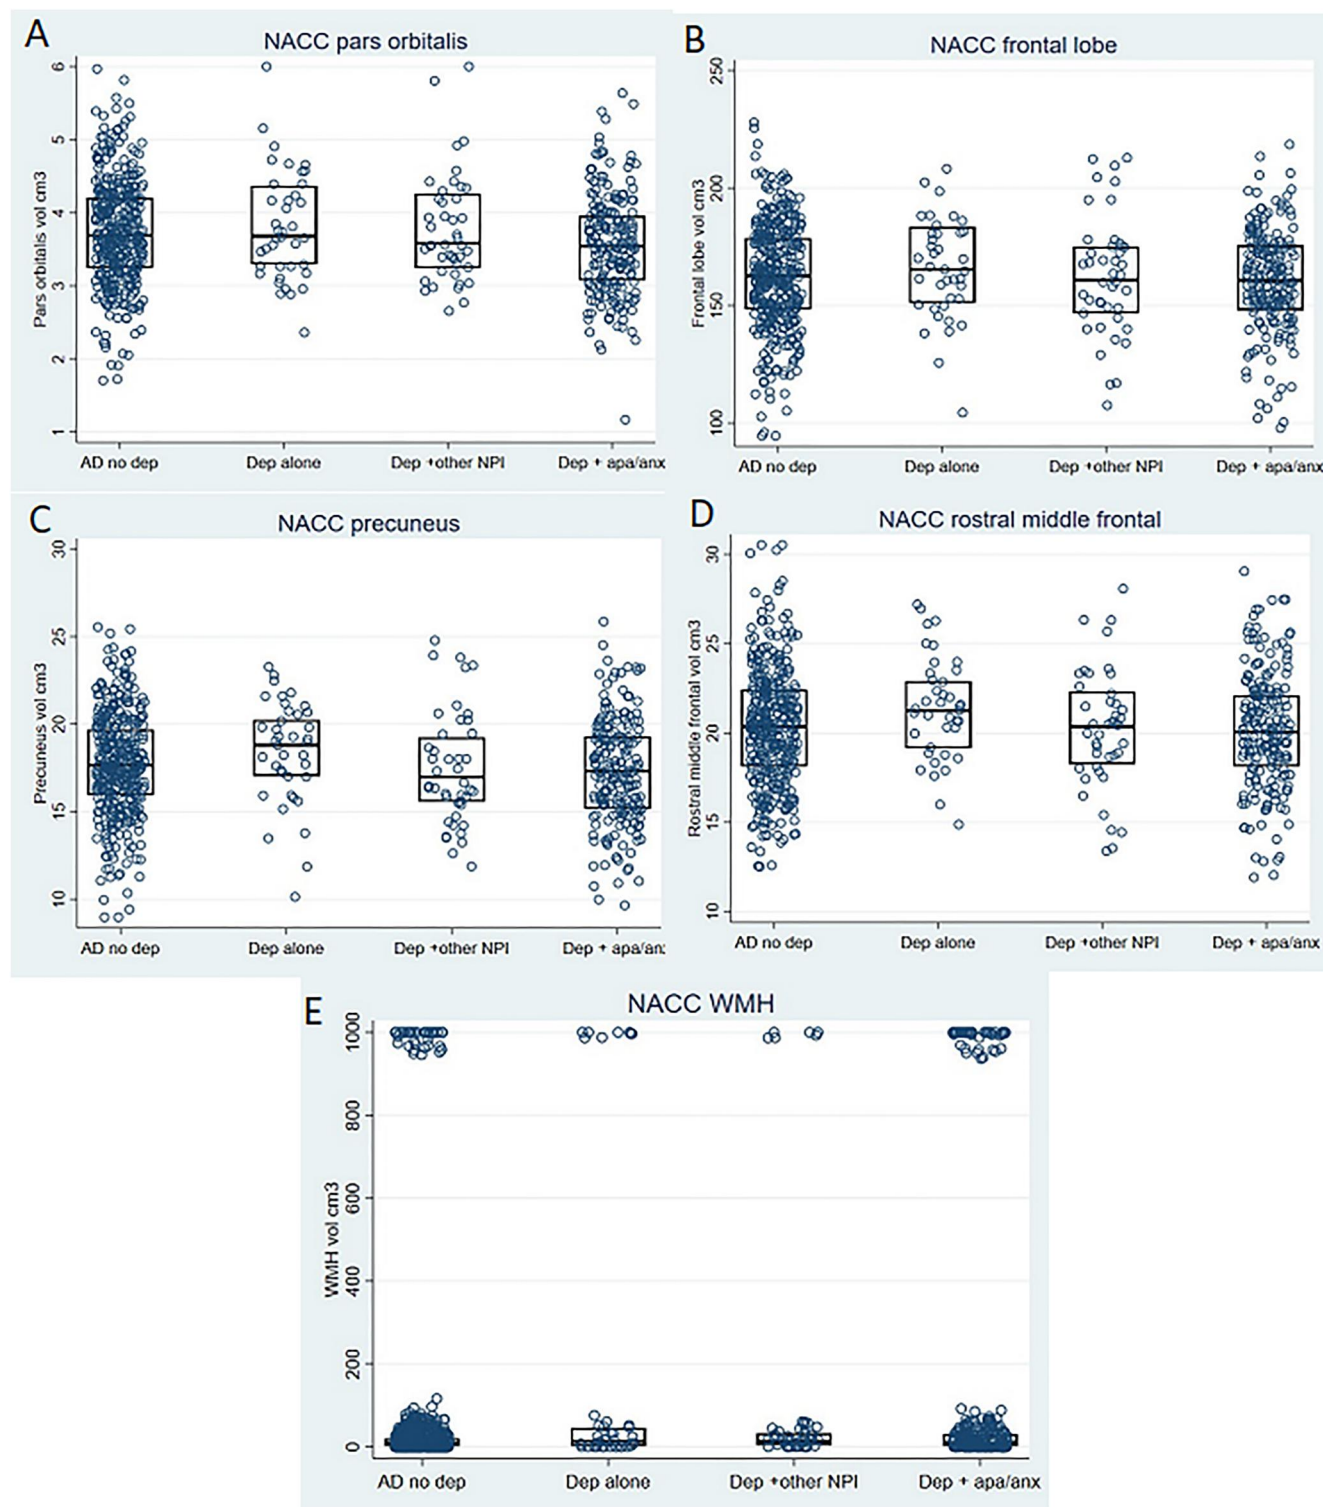 A
NACC pars orbitalis
Pars orbitalis vol cm3
6
5
4
3
2
1
AD no dep
Dep alone
Dep +other NPI
Dep + apa/anx
B
NACC frontal lobe
Frontal lobe vol cm3
250
200
150
100
AD no dep
Dep alone
Dep +other NPI
Dep + apa/anx
C
NACC precuneus
Precuneus vol cm3
30
25
20
15
10
AD no dep
Dep alone
Dep +other NPI
Dep + apa/an
D
NACC rostral middle frontal
Rostral middle frontal vol cm3
30
25
20
15
10
AD no dep
Dep alone
Dep +other NPI
Dep + apa/anx
E
NACC WMH
WMH vol cm3
1000
800
600
400
200
0
AD no dep
Dep alone
Dep +other NPI
Dep + apa/anx